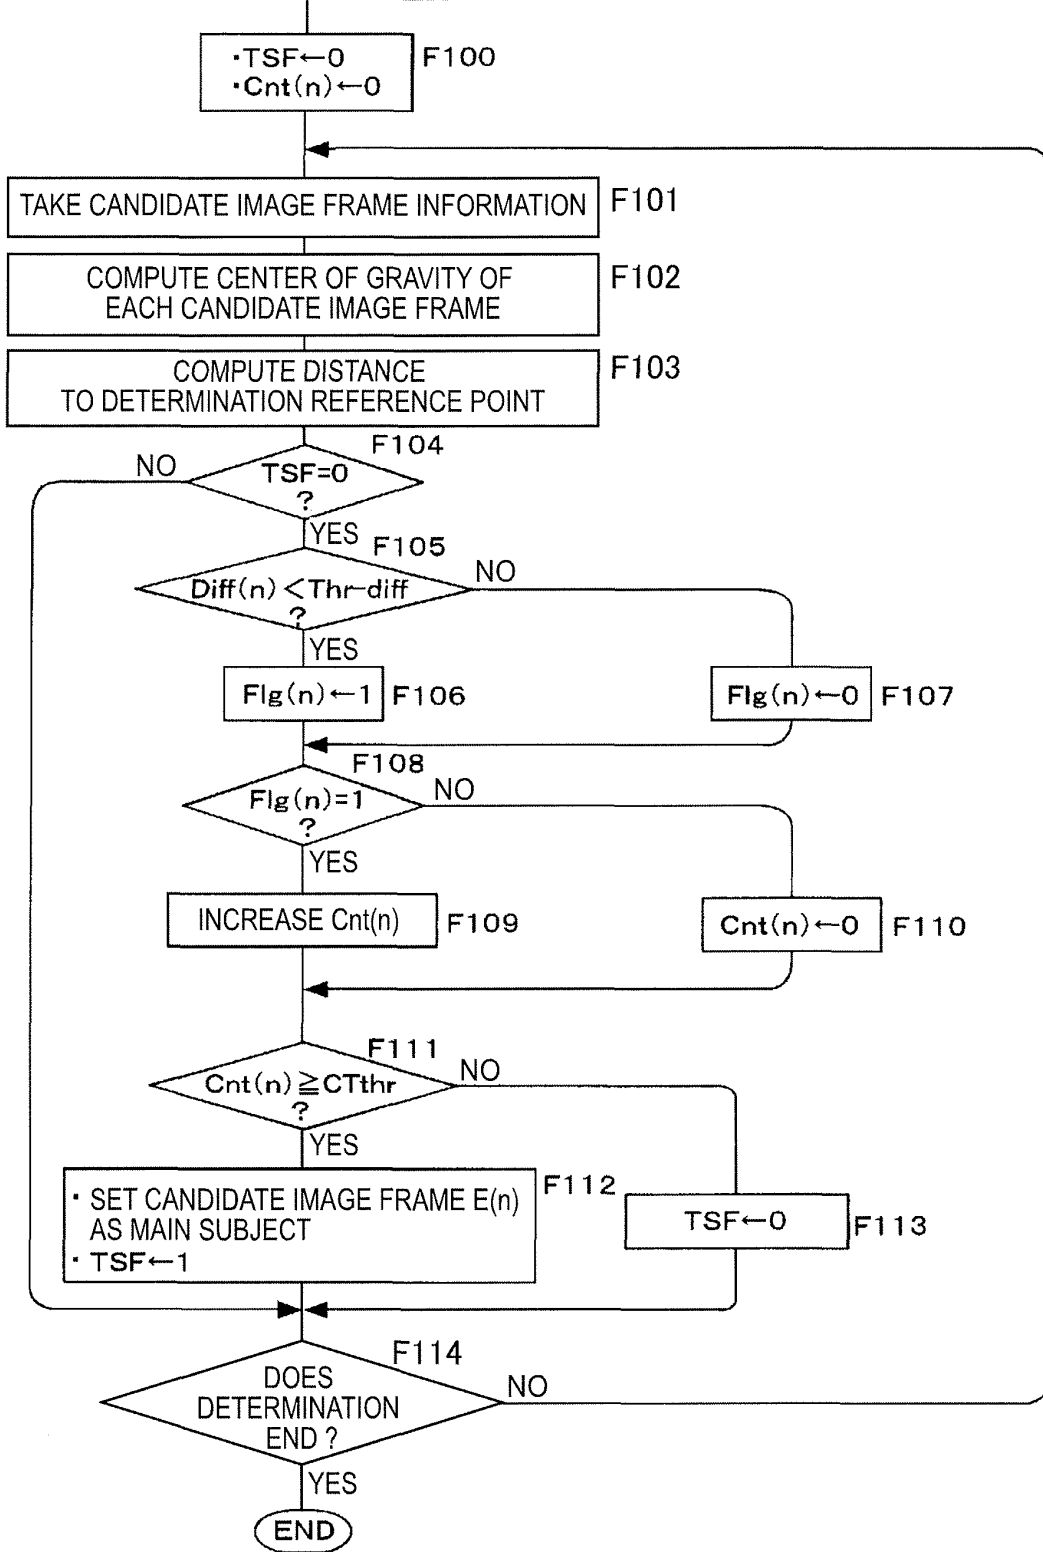 ·TSF←0
·Cnt(n)←0
F100
TAKE CANDIDATE IMAGE FRAME INFORMATION
F101
COMPUTE CENTER OF GRAVITY OF
EACH CANDIDATE IMAGE FRAME
F102
COMPUTE DISTANCE
TO DETERMINATION REFERENCE POINT
F103
F104
NO
TSF=0
?
YES
F105
NO
Diff(n)<Thr-diff
?
YES
Flg(n)←1
F106
Flg(n)←0
F107
F108
NO
Flg(n)=1
?
YES
INCREASE Cnt(n)
F109
Cnt(n)←0
F110
F111
NO
Cnt(n)≧CTthr
?
YES
· SET CANDIDATE IMAGE FRAME E(n)
AS MAIN SUBJECT
· TSF←1
F112
TSF←0
F113
F114
DOES
DETERMINATION
END ?
NO
YES
END